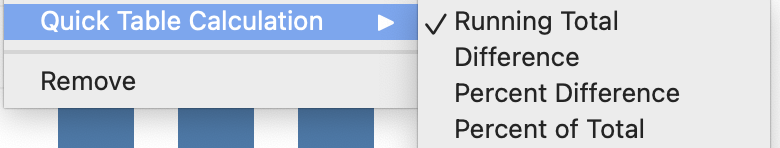 Quick Table Calculation
Remove
Running Total
Difference
Percent Difference
Percent of Total